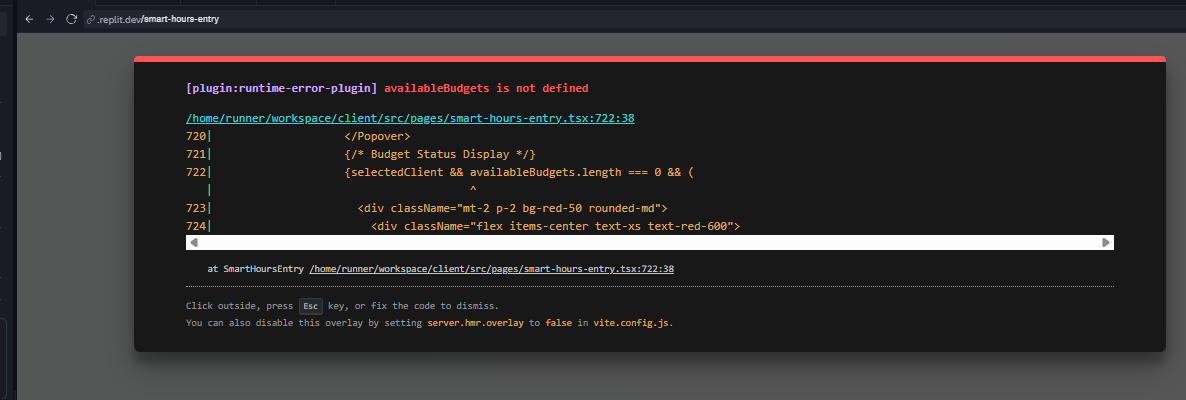 .replit.dev/smart-hours-entry
[plugin:runtime-error-plugin] availableBudgets is not defined
/home/runner/workspace/client/src/pages/smart-hours-entry.tsx:722:38
720|                    </Popover>
721|                    {/* Budget Status Display */}
722|                    {selectedClient && availableBudgets.length === 0 && (
   |                                       ^
723|                      <div className="mt-2 p-2 bg-red-50 rounded-md">
724|                        <div className="flex items-center text-xs text-red-600">
at SmartHoursEntry /home/runner/workspace/client/src/pages/smart-hours-entry.tsx:722:38
Click outside, press Esc key, or fix the code to dismiss.
You can also disable this overlay by setting server.hmr.overlay to false in vite.config.js.